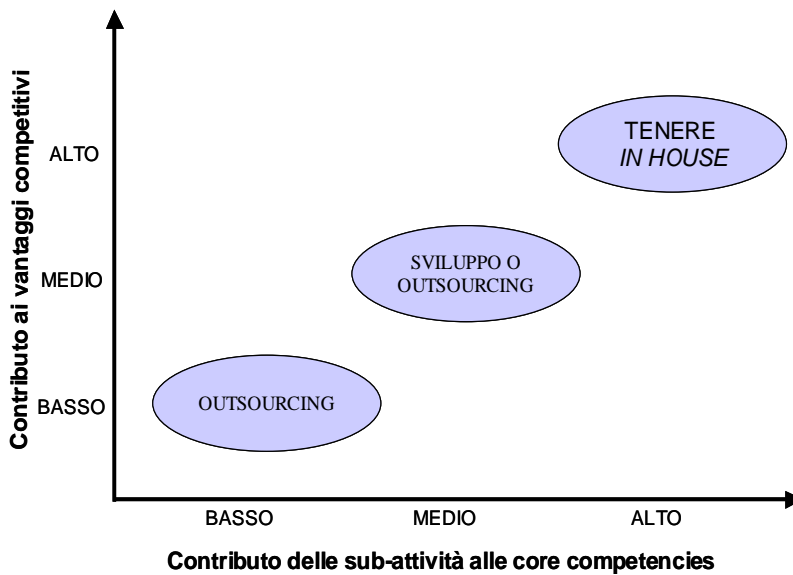 Contributo ai vantaggi competitivi
ALTO
TENERE
IN HOUSE
MEDIO
SVILUPPO O
OUTSOURCING
BASSO
OUTSOURCING
BASSO
MEDIO
ALTO
Contributo delle sub-attività alle core competencies